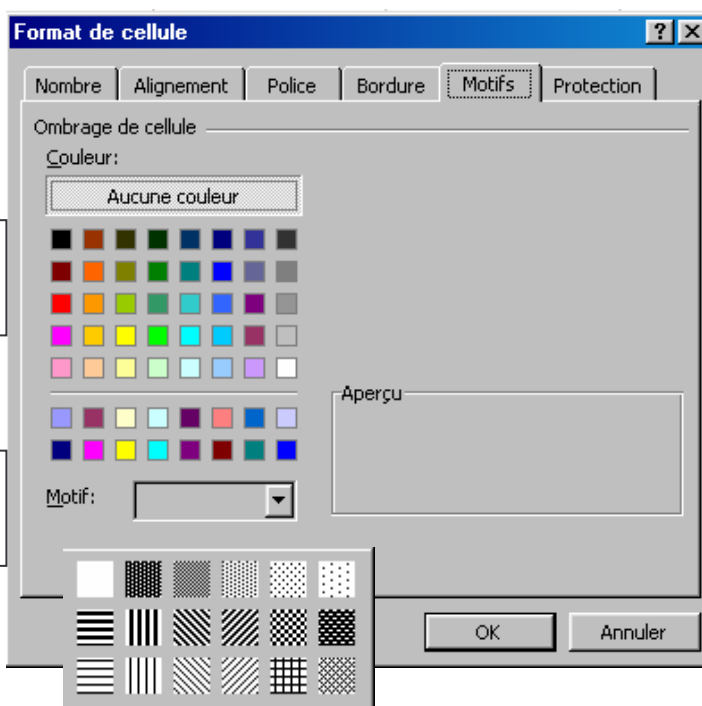 Format de cellule
Nombre Alignement Police Bordure Motifs Protection
Ombrage de cellule
Couleur:
Aucune couleur
Aperçu
Motif:
OK Annuler